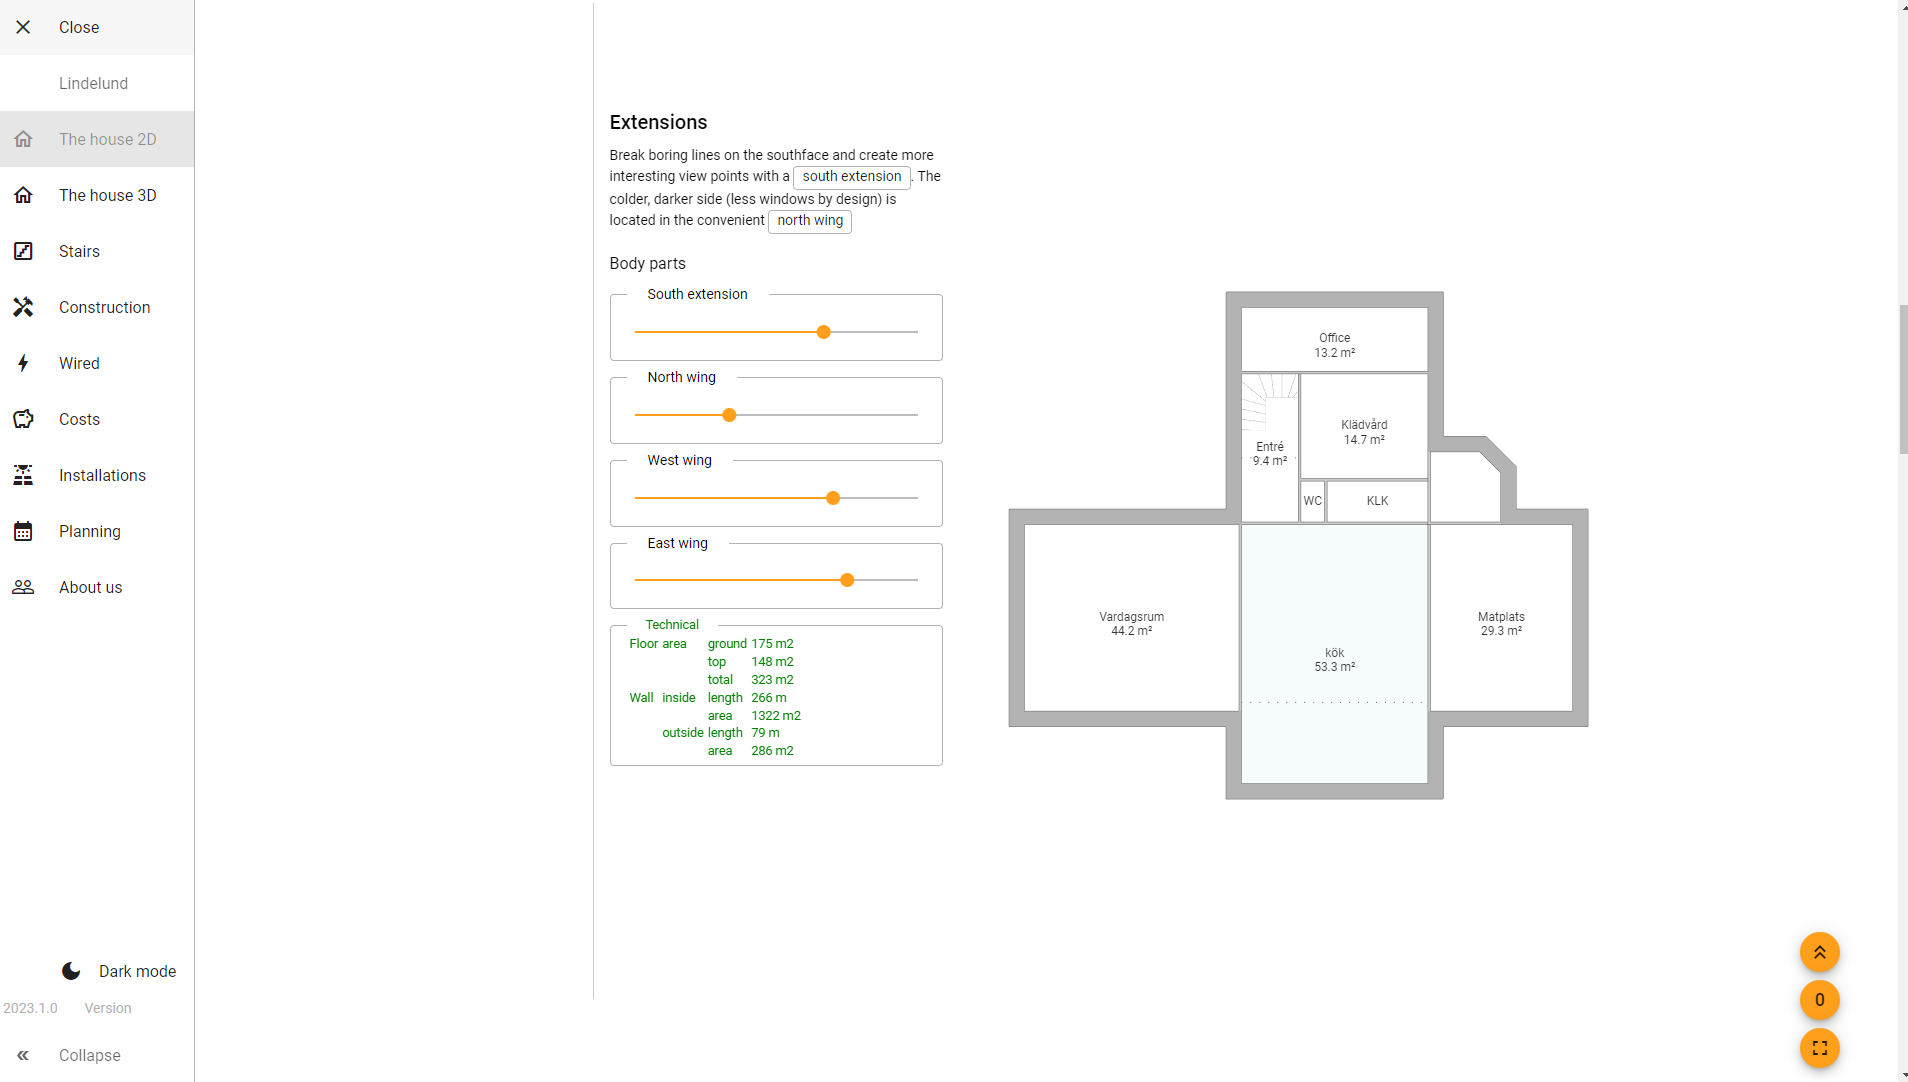 Close
Lindelund
The house 2D
The house 3D
Stairs
Construction
Wired
Costs
Installations
Planning
About us
Dark mode
2023.1.0 Version
Collapse
Extensions
Break boring lines on the southface and create more
interesting view points with a south extension. The
colder, darker side (less windows by design) is
located in the convenient north wing
Body parts
South extension
North wing
West wing
East wing
Technical
Floor area ground 175 m2
top 148 m2
total 323 m2
Wall inside length 266 m
area 1322 m2
outside length 79 m
area 286 m2
Office
13.2 m²
Klädvård
14.7 m²
Entré
9.4 m²
WC
KLK
Vardagsrum
44.2 m²
kök
53.3 m²
Matplats
29.3 m²
0